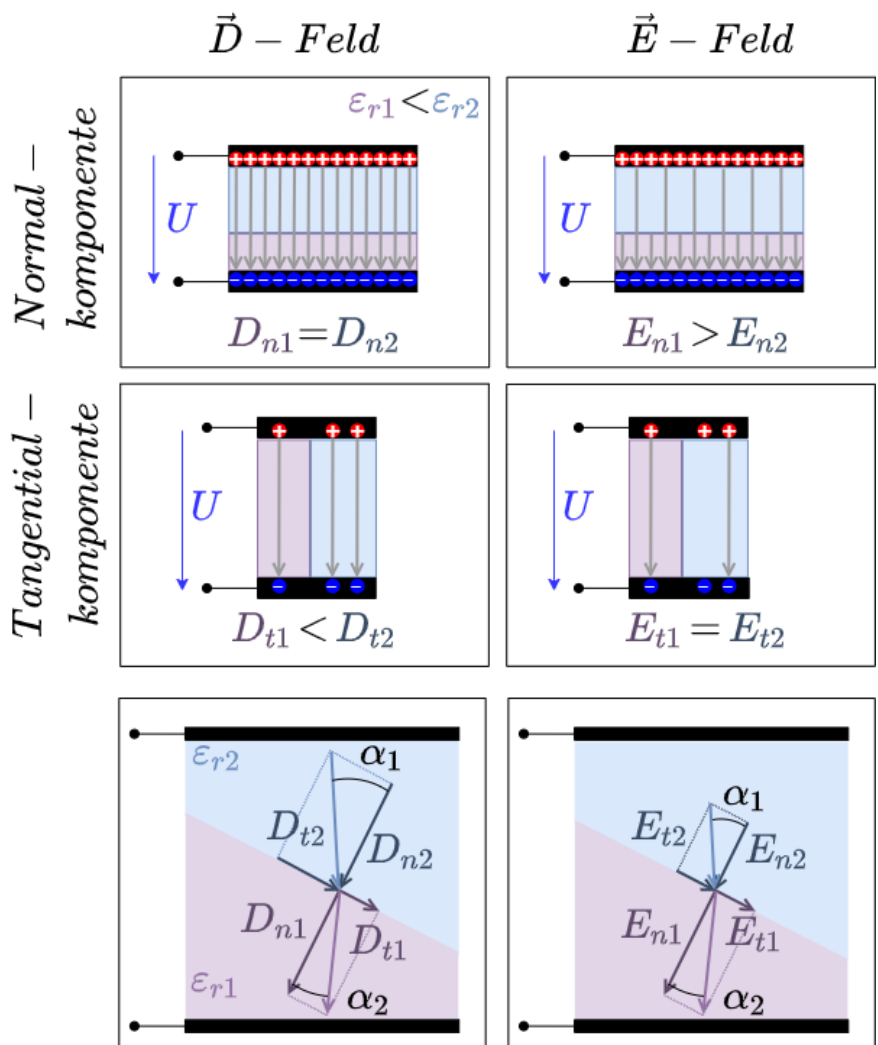 D⃗ – Feld
E⃗ – Feld
Normal –
komponente
εr1 < εr2
U
Dn1 = Dn2
U
En1 > En2
Tangential –
komponente
U
Dt1 < Dt2
U
Et1 = Et2
εr2
α1
Dt2
Dn2
Dn1
Dt1
εr1
α2
α1
Et2
En2
En1
Et1
α2